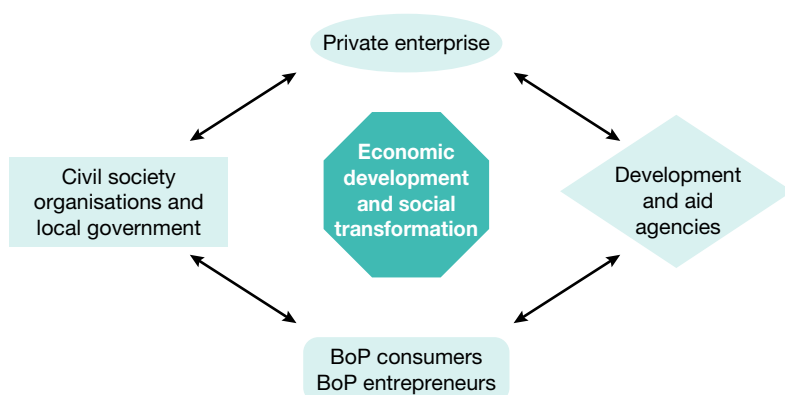 Private enterprise
Civil society
organisations and
local government
Economic
development
and social
transformation
Development
and aid
agencies
BoP consumers
BoP entrepreneurs